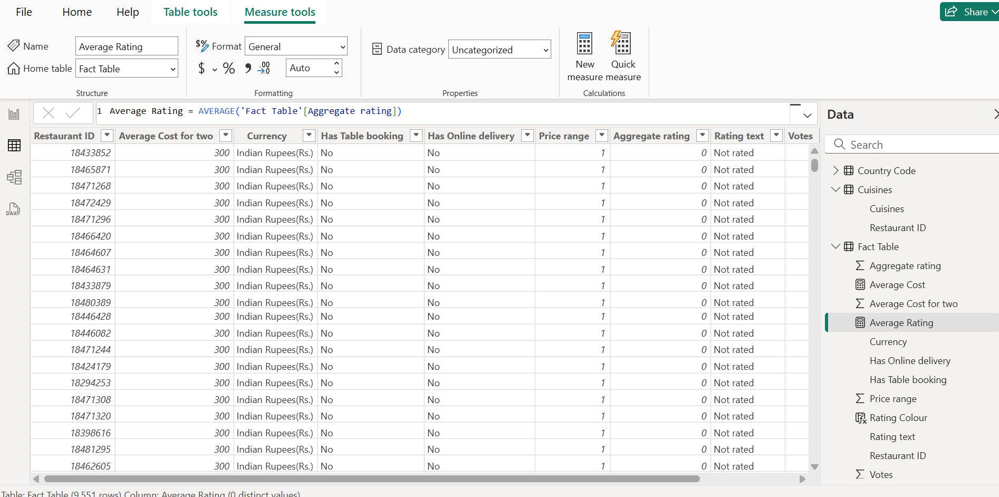 File Home Help Table tools Measure tools Share
Name Average Rating $% Format General Data category Uncategorized New measure Quick measure
Home table Fact Table $ % , .00 →.0 Auto
Structure Formatting Properties Calculations
1 Average Rating = AVERAGE('Fact Table'[Aggregate rating])
Restaurant ID Average Cost for two Currency Has Table booking Has Online delivery Price range Aggregate rating Rating text Votes
18433852 300 Indian Rupees(Rs.) No No 1 0 Not rated
18465871 300 Indian Rupees(Rs.) No No 1 0 Not rated
18471268 300 Indian Rupees(Rs.) No No 1 0 Not rated
18472429 300 Indian Rupees(Rs.) No No 1 0 Not rated
18471296 300 Indian Rupees(Rs.) No No 1 0 Not rated
18466420 300 Indian Rupees(Rs.) No No 1 0 Not rated
18464607 300 Indian Rupees(Rs.) No No 1 0 Not rated
18464631 300 Indian Rupees(Rs.) No No 1 0 Not rated
18433879 300 Indian Rupees(Rs.) No No 1 0 Not rated
18480389 300 Indian Rupees(Rs.) No No 1 0 Not rated
18446428 300 Indian Rupees(Rs.) No No 1 0 Not rated
18446082 300 Indian Rupees(Rs.) No No 1 0 Not rated
18471244 300 Indian Rupees(Rs.) No No 1 0 Not rated
18424179 300 Indian Rupees(Rs.) No No 1 0 Not rated
18294253 300 Indian Rupees(Rs.) No No 1 0 Not rated
18471308 300 Indian Rupees(Rs.) No No 1 0 Not rated
18471320 300 Indian Rupees(Rs.) No No 1 0 Not rated
18398616 300 Indian Rupees(Rs.) No No 1 0 Not rated
18481295 300 Indian Rupees(Rs.) No No 1 0 Not rated
18462605 300 Indian Rupees(Rs.) No No 1 0 Not rated
DAX
Data
Search
Country Code
Cuisines
Cuisines
Restaurant ID
Fact Table
Σ Aggregate rating
Average Cost
Σ Average Cost for two
Average Rating
Currency
Has Online delivery
Has Table booking
Σ Price range
fx Rating Colour
Rating text
Restaurant ID
Σ Votes
Table: Fact Table (9,551 rows) Column: Average Rating (0 distinct values)